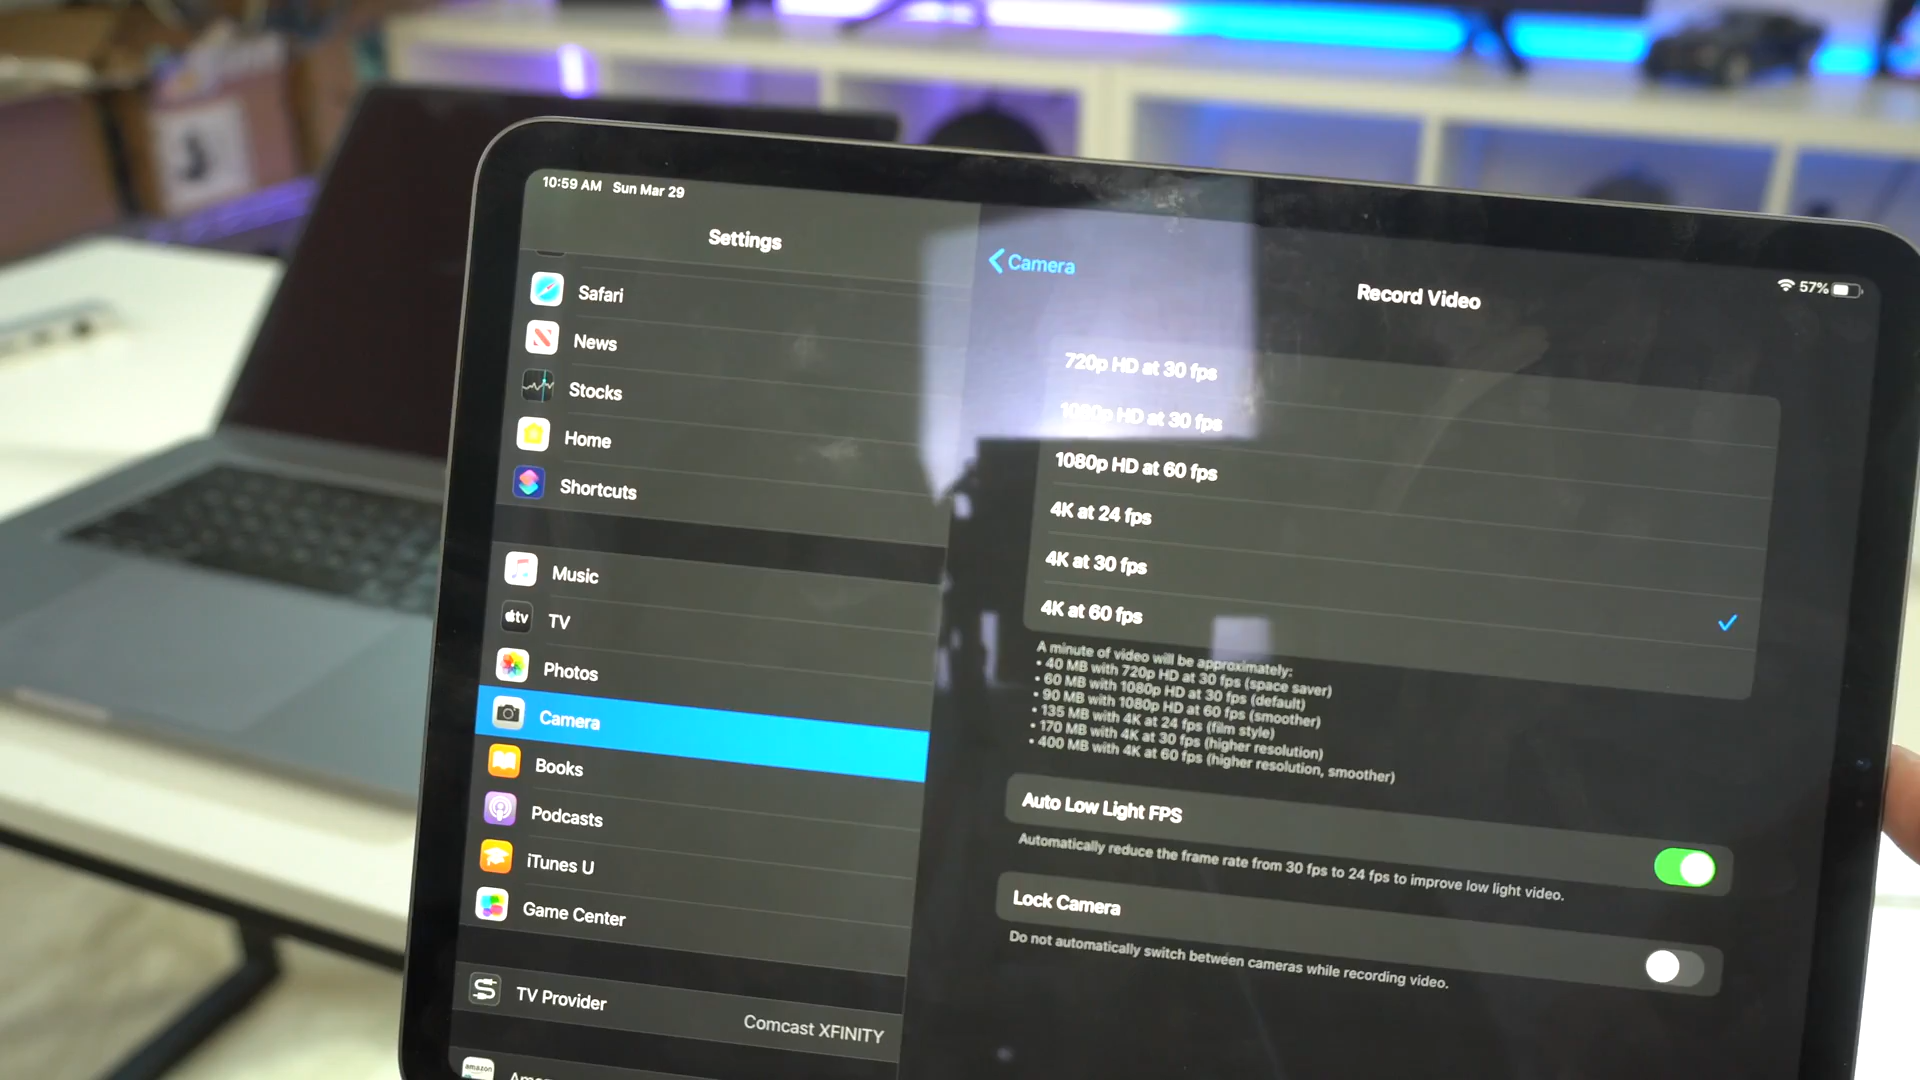 10:59 AM Sun Mar 29
57%
Settings
Safari
News
Stocks
Home
Shortcuts
Music
tv TV
Photos
Camera
Books
Podcasts
iTunes U
Game Center
TV Provider
Comcast XFINITY
amazon
Camera
Record Video
720p HD at 30 fps
1080p HD at 30 fps
1080p HD at 60 fps
4K at 24 fps
4K at 30 fps
4K at 60 fps
A minute of video will be approximately:
• 40 MB with 720p HD at 30 fps (space saver)
• 60 MB with 1080p HD at 30 fps (default)
• 90 MB with 1080p HD at 60 fps (smoother)
• 135 MB with 4K at 24 fps (film style)
• 170 MB with 4K at 30 fps (higher resolution)
• 400 MB with 4K at 60 fps (higher resolution, smoother)
Auto Low Light FPS
Automatically reduce the frame rate from 30 fps to 24 fps to improve low light video.
Lock Camera
Do not automatically switch between cameras while recording video.